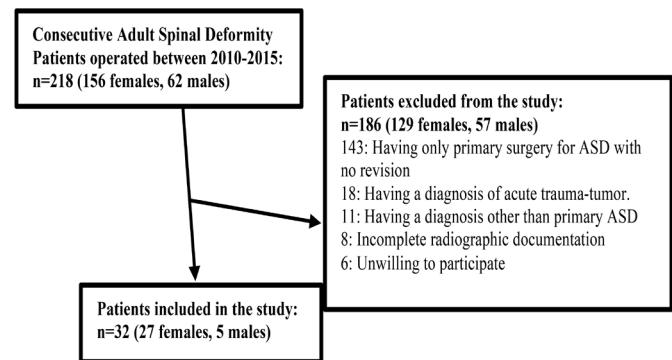 Consecutive Adult Spinal Deformity
Patients operated between 2010-2015:
n=218 (156 females, 62 males)
Patients excluded from the study:
n=186 (129 females, 57 males)
143: Having only primary surgery for ASD with
no revision
18: Having a diagnosis of acute trauma-tumor.
11: Having a diagnosis other than primary ASD
8: Incomplete radiographic documentation
6: Unwilling to participate
Patients included in the study:
n=32 (27 females, 5 males)